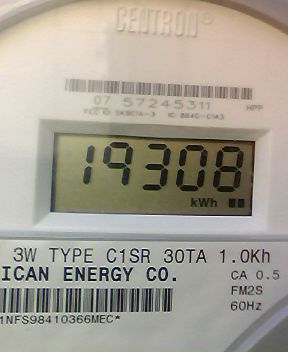 CENTRON®
07 57245311 HPP
19308
kWh
3W TYPE C1SR 30TA 1.0Kh
ICAN ENERGY CO. CA 0.5
FM2S
1NFS98410366MEC* 60Hz